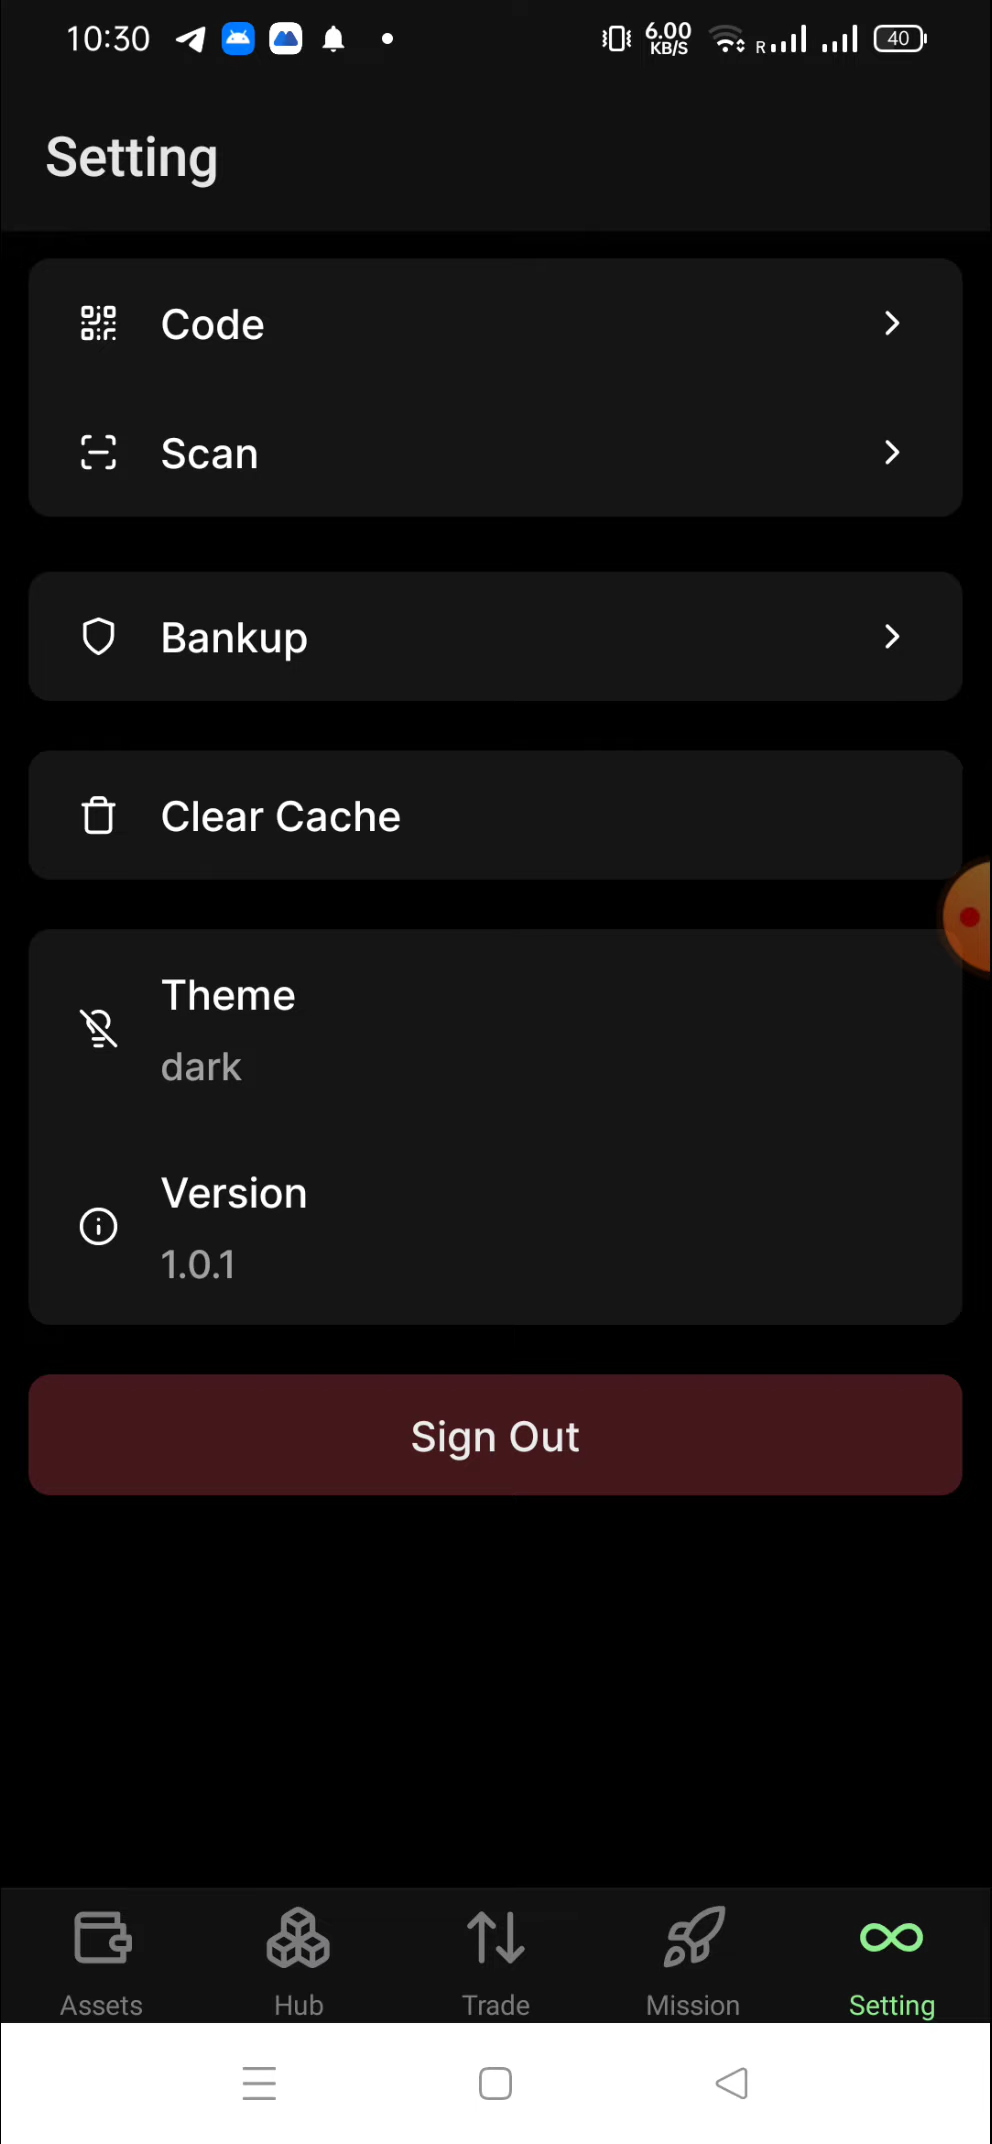 10:30
6.00
KB/S
R
40
Setting
Code
Scan
Bankup
Clear Cache
Theme
dark
Version
1.0.1
Sign Out
Assets
Hub
Trade
Mission
Setting